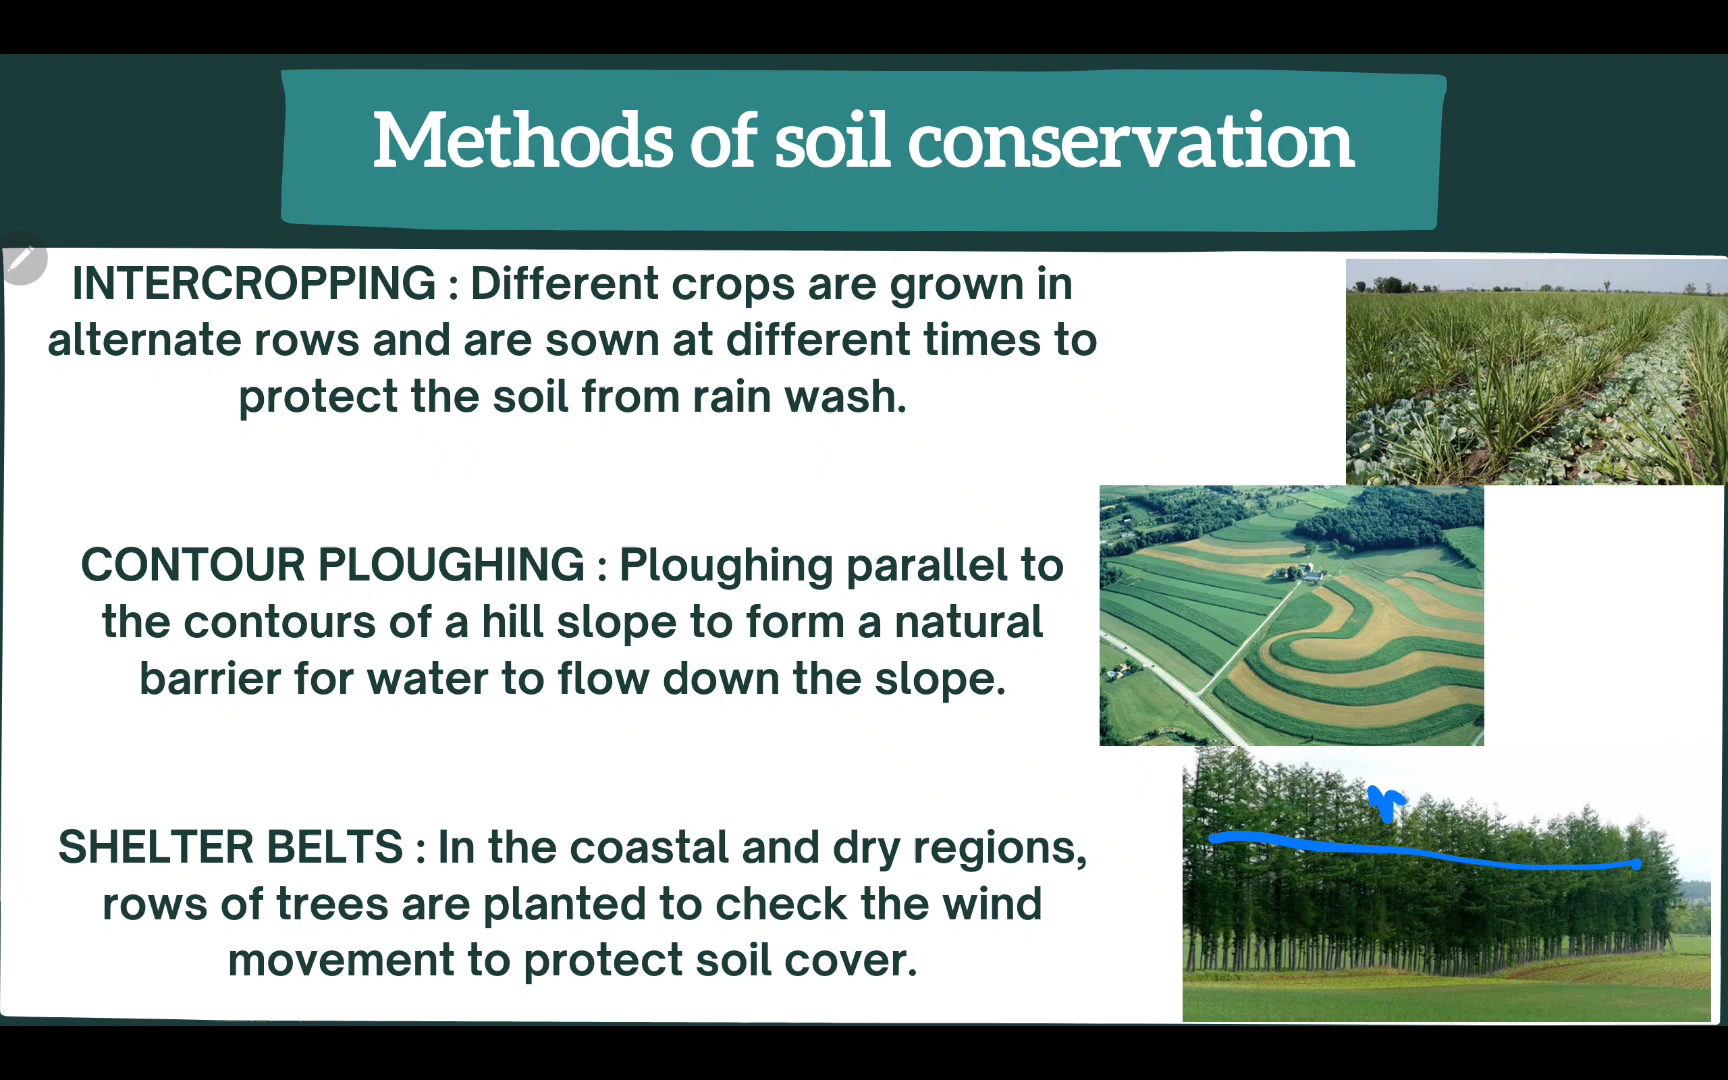 Methods of soil conservation
INTERCROPPING : Different crops are grown in
alternate rows and are sown at different times to
protect the soil from rain wash.
CONTOUR PLOUGHING : Ploughing parallel to
the contours of a hill slope to form a natural
barrier for water to flow down the slope.
SHELTER BELTS : In the coastal and dry regions,
rows of trees are planted to check the wind
movement to protect soil cover.